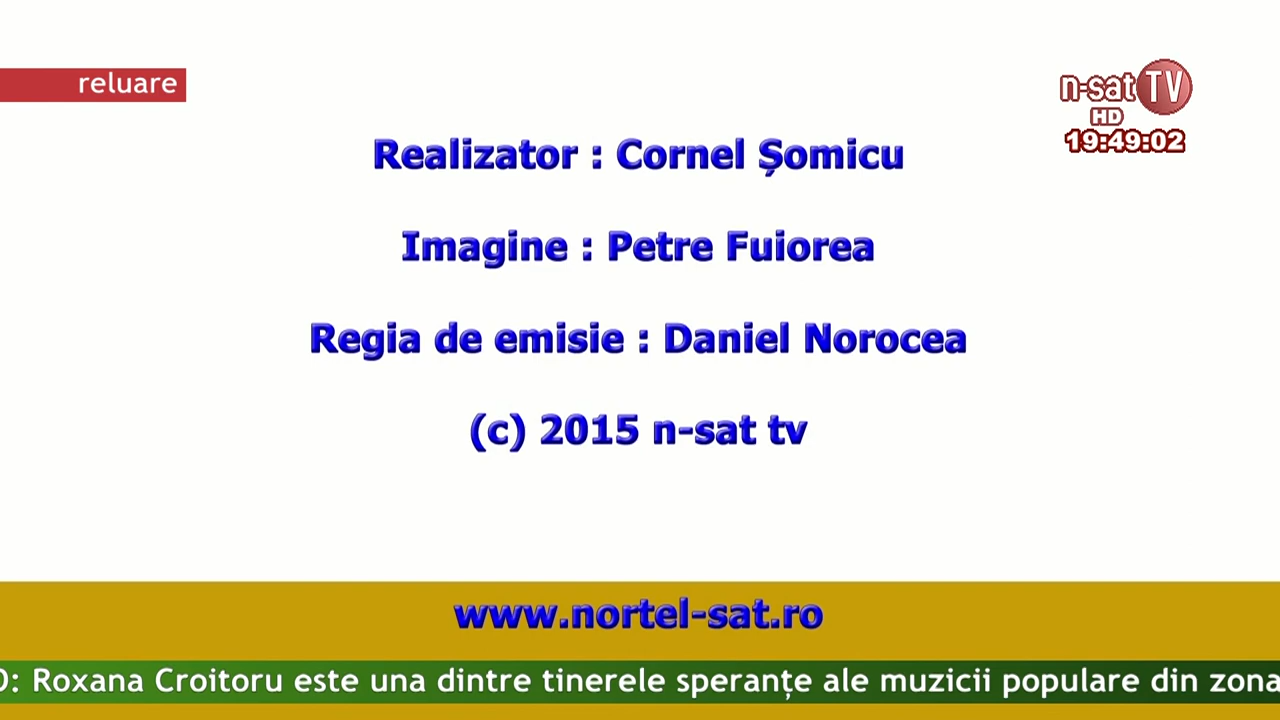 reluare
n-sat TV
HD
19:49:02
Realizator : Cornel Șomicu
Imagine : Petre Fuiorea
Regia de emisie : Daniel Norocea
(c) 2015 n-sat tv
www.nortel-sat.ro
: Roxana Croitoru este una dintre tinerele speranțe ale muzicii populare din zona